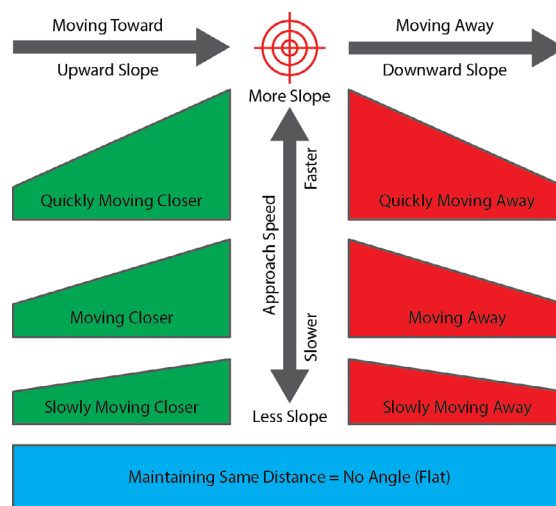 Moving Toward
Upward Slope
Moving Away
Downward Slope
More Slope
Quickly Moving Closer
Faster
Quickly Moving Away
Approach Speed
Moving Closer
Moving Away
Slower
Slowly Moving Closer
Less Slope
Slowly Moving Away
Maintaining Same Distance = No Angle (Flat)